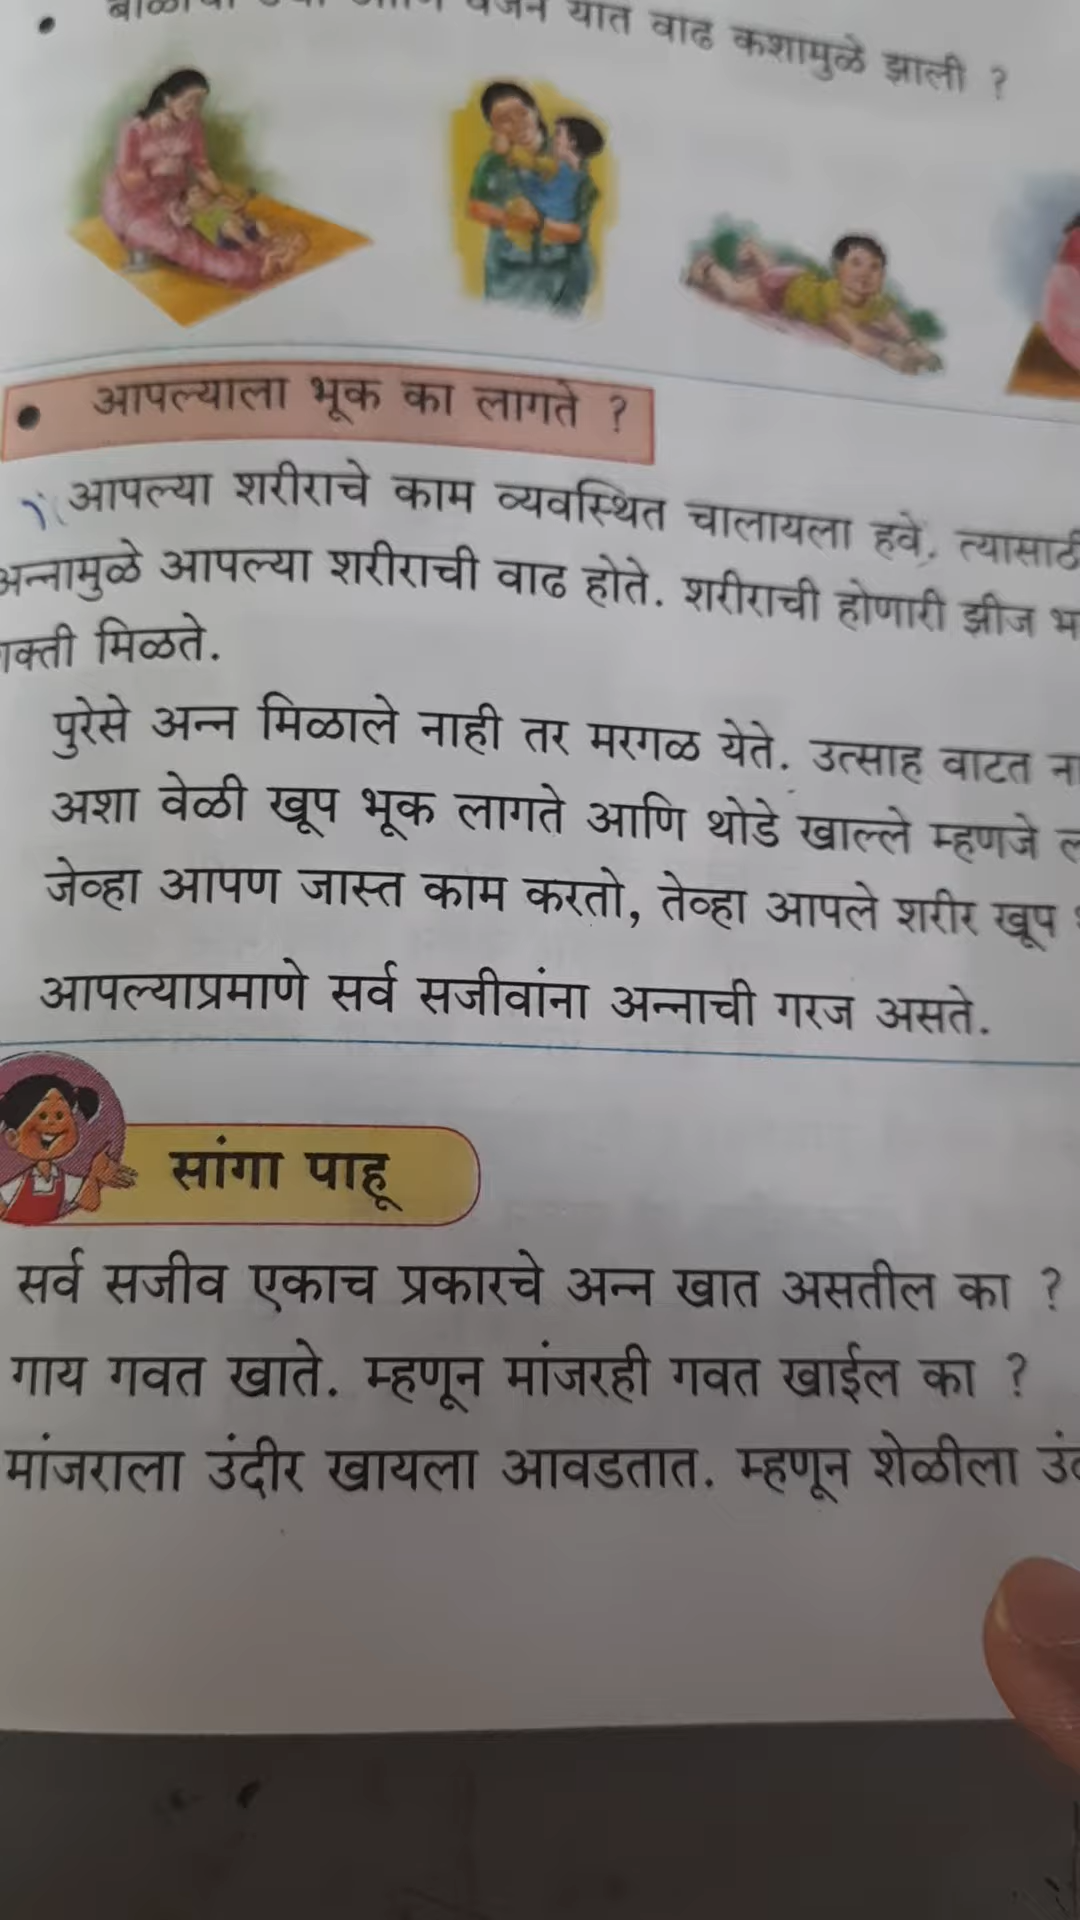 यात वाढ कशामुळे झाली ?
आपल्याला भूक का लागते ?
आपल्या शरीराचे काम व्यवस्थित चालायला हवे, त्यासाठी
अन्नामुळे आपल्या शरीराची वाढ होते. शरीराची होणारी झीज
मिळते.
पुरेसे अन्न मिळाले नाही तर मरगळ येते. उत्साह वाटत
अशा वेळी खूप भूक लागते आणि थोडे खाल्ले म्हणजे
जेव्हा आपण जास्त काम करतो, तेव्हा आपले शरीर खूप
आपल्याप्रमाणे सर्व सजीवांना अन्नाची गरज असते.
सांगा पाहू
सर्व सजीव एकाच प्रकारचे अन्न खात असतील का ?
गाय गवत खाते. म्हणून मांजरही गवत खाईल का ?
मांजराला उंदीर खायला आवडतात. म्हणून शेळीला